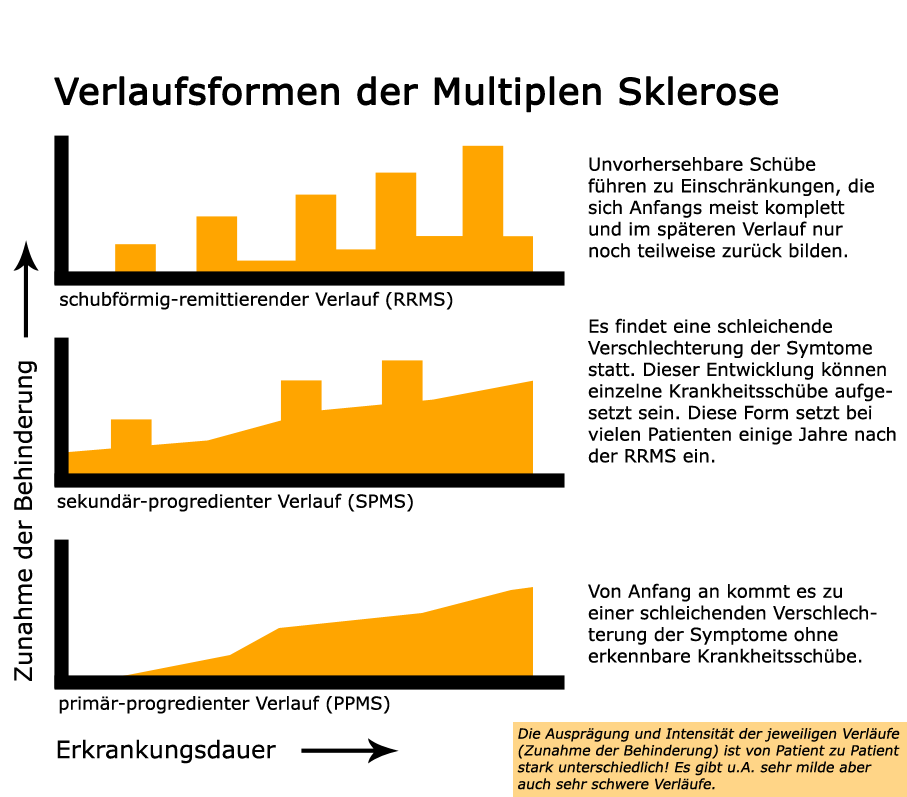 Verlaufsformen der Multiplen Sklerose
Unvorhersehbare Schübe
führen zu Einschränkungen, die
sich Anfangs meist komplett
und im späteren Verlauf nur
noch teilweise zurück bilden.
schubförmig-remittierender Verlauf (RRMS)
Es findet eine schleichende
Verschlechterung der Symtome
statt. Dieser Entwicklung können
einzelne Krankheitsschübe aufge-
setzt sein. Diese Form setzt bei
vielen Patienten einige Jahre nach
der RRMS ein.
sekundär-progredienter Verlauf (SPMS)
Zunahme der Behinderung
Von Anfang an kommt es zu
einer schleichenden Verschlech-
terung der Symptome ohne
erkennbare Krankheitsschübe.
primär-progredienter Verlauf (PPMS)
Erkrankungsdauer
Die Ausprägung und Intensität der jeweiligen Verläufe
(Zunahme der Behinderung) ist von Patient zu Patient
stark unterschiedlich! Es gibt u.A. sehr milde aber
auch sehr schwere Verläufe.